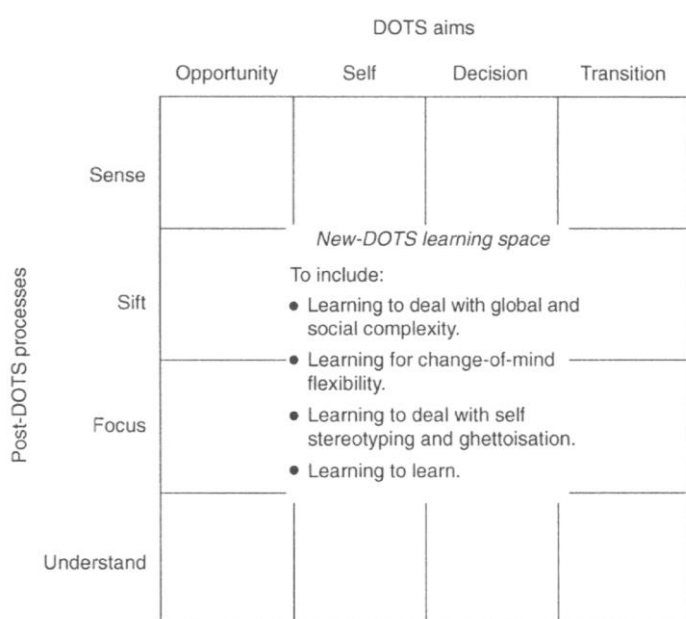 DOTS aims
Opportunity Self Decision Transition
Post-DOTS processes
Sense
New-DOTS learning space
To include:
Sift
• Learning to deal with global and
social complexity.
• Learning for change-of-mind
flexibility.
Focus
• Learning to deal with self
stereotyping and ghettoisation.
• Learning to learn.
Understand